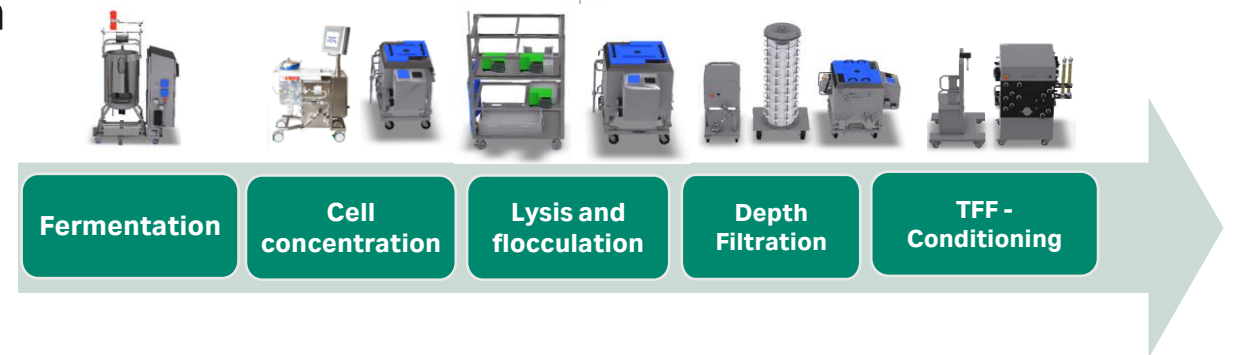 Fermentation
Cell
concentration
Lysis and
flocculation
Depth
Filtration
TFF -
Conditioning